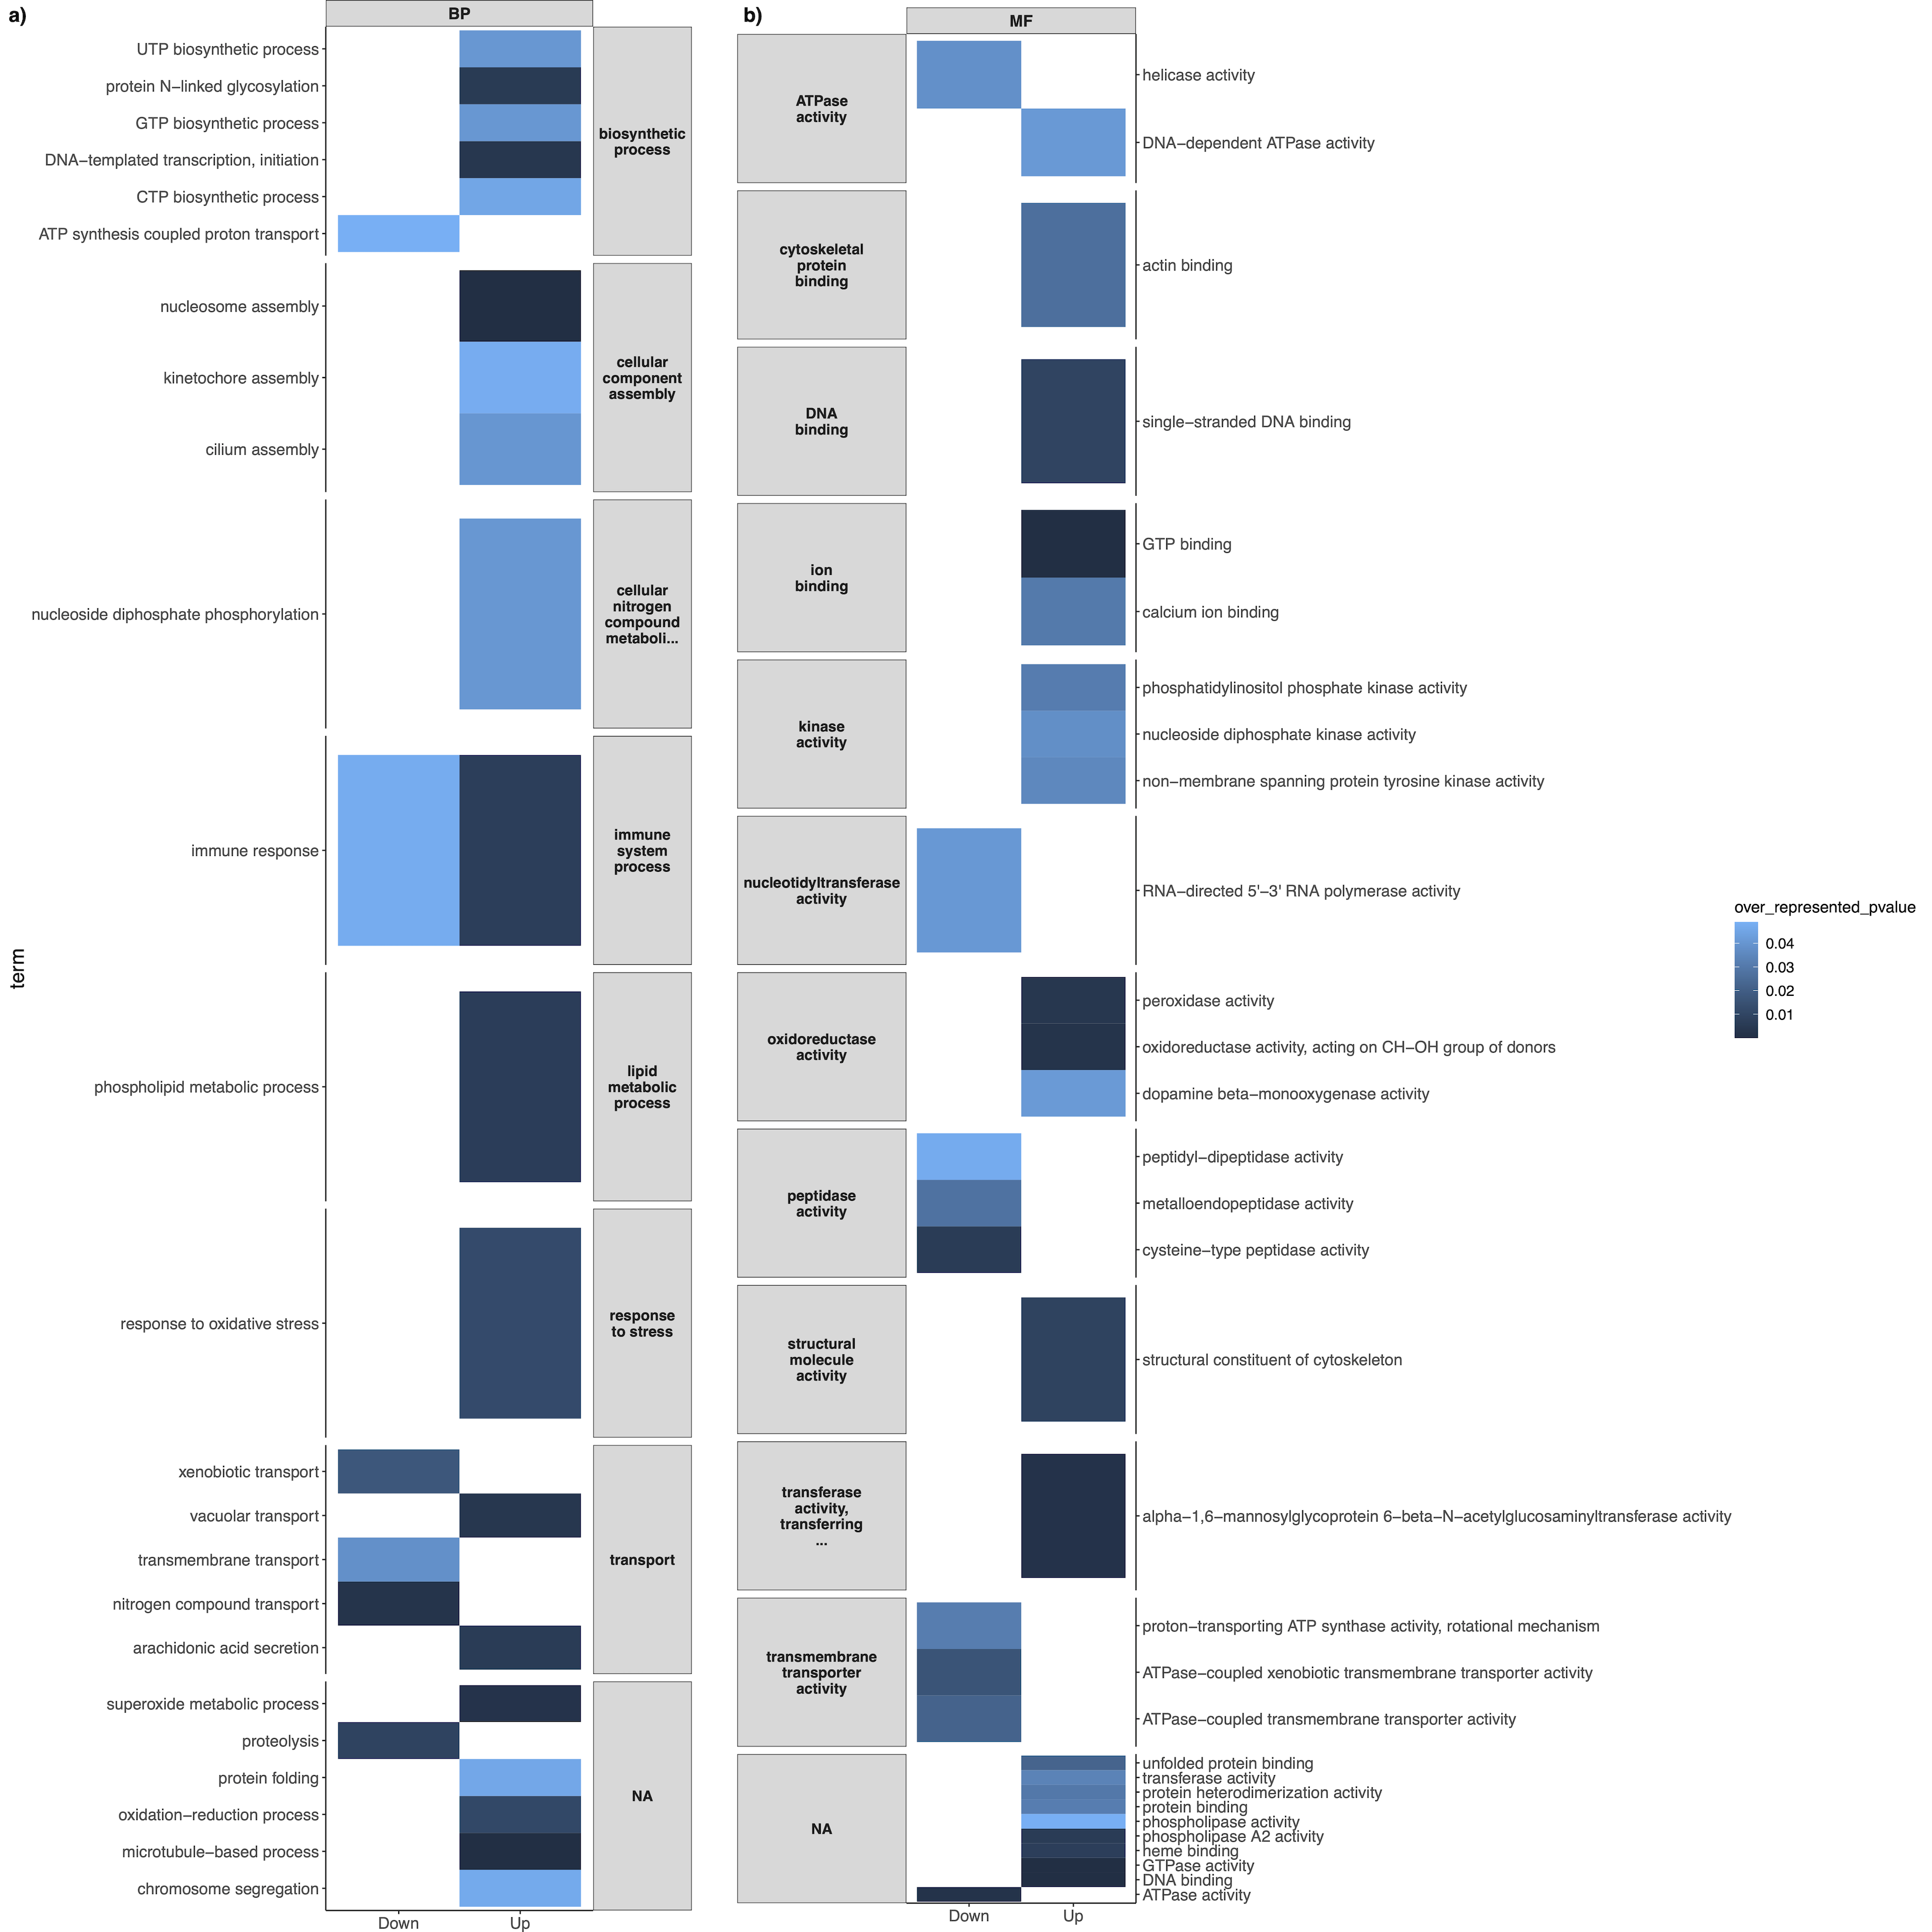 a)
BP
UTP biosynthetic process
protein N−linked glycosylation
GTP biosynthetic process
DNA−templated transcription, initiation
CTP biosynthetic process
ATP synthesis coupled proton transport
biosynthetic
process
nucleosome assembly
kinetochore assembly
cilium assembly
cellular
component
assembly
nucleoside diphosphate phosphorylation
cellular
nitrogen
compound
metaboli...
immune response
immune
system
process
term
phospholipid metabolic process
lipid
metabolic
process
response to oxidative stress
response
to stress
xenobiotic transport
vacuolar transport
transmembrane transport
nitrogen compound transport
arachidonic acid secretion
transport
superoxide metabolic process
proteolysis
protein folding
oxidation−reduction process
microtubule−based process
chromosome segregation
NA
Down
Up
b)
MF
ATPase
activity
helicase activity
DNA−dependent ATPase activity
cytoskeletal
protein
binding
actin binding
DNA
binding
single−stranded DNA binding
ion
binding
GTP binding
calcium ion binding
kinase
activity
phosphatidylinositol phosphate kinase activity
nucleoside diphosphate kinase activity
non−membrane spanning protein tyrosine kinase activity
nucleotidyltransferase
activity
RNA−directed 5'−3' RNA polymerase activity
oxidoreductase
activity
peroxidase activity
oxidoreductase activity, acting on CH−OH group of donors
dopamine beta−monooxygenase activity
peptidase
activity
peptidyl−dipeptidase activity
metalloendopeptidase activity
cysteine−type peptidase activity
structural
molecule
activity
structural constituent of cytoskeleton
transferase
activity,
transferring
...
alpha−1,6−mannosylglycoprotein 6−beta−N−acetylglucosaminyltransferase activity
transmembrane
transporter
activity
proton−transporting ATP synthase activity, rotational mechanism
ATPase−coupled xenobiotic transmembrane transporter activity
ATPase−coupled transmembrane transporter activity
NA
unfolded protein binding
transferase activity
protein heterodimerization activity
protein binding
phospholipase activity
phospholipase A2 activity
heme binding
GTPase activity
DNA binding
ATPase activity
Down
Up
over_represented_pvalue
0.04
0.03
0.02
0.01